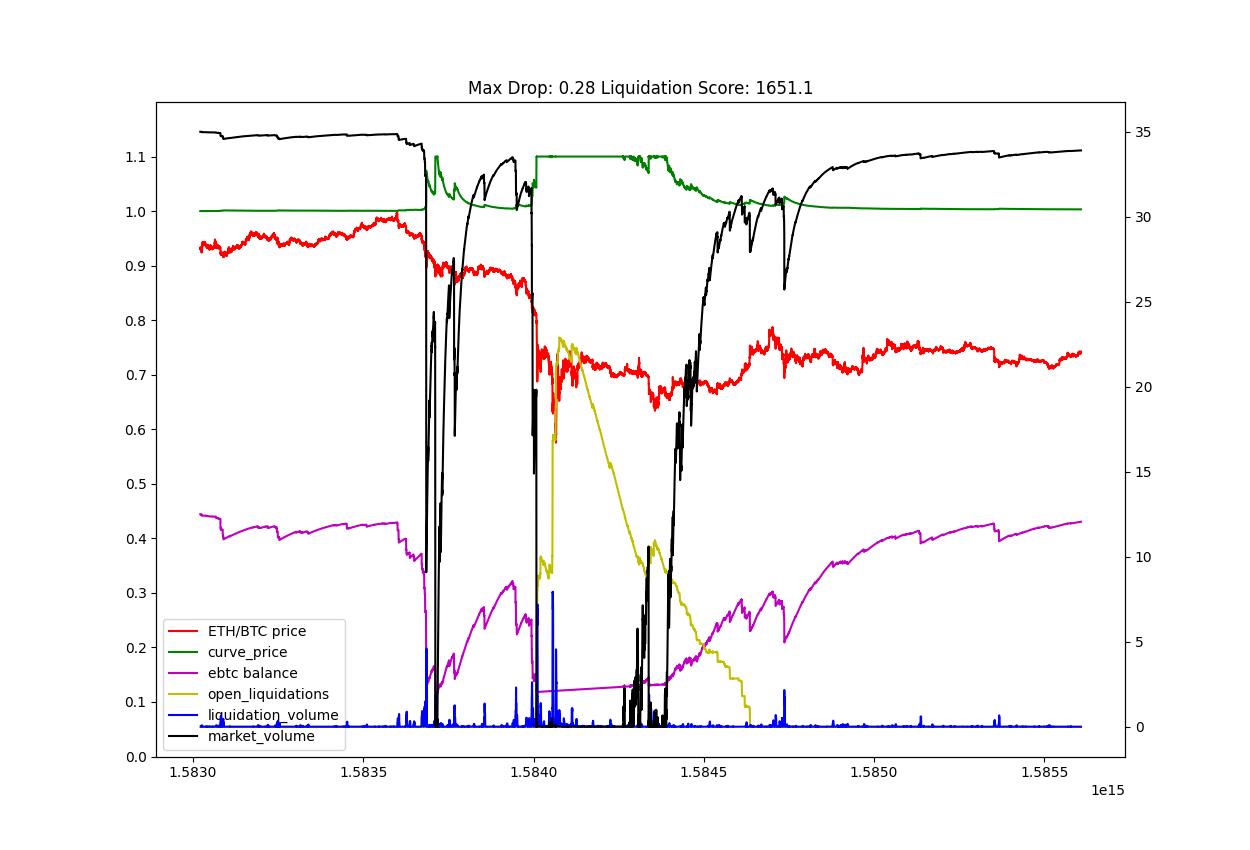 Max Drop: 0.28 Liquidation Score: 1651.1
1.1
1.0
0.9
0.8
0.7
0.6
0.5
0.4
0.3
0.2
0.1
0.0
35
30
25
20
15
10
5
0
ETH/BTC price
curve_price
ebtc balance
open_liquidations
liquidation_volume
market_volume
1.5830 1.5835 1.5840 1.5845 1.5850 1.5855
1e15